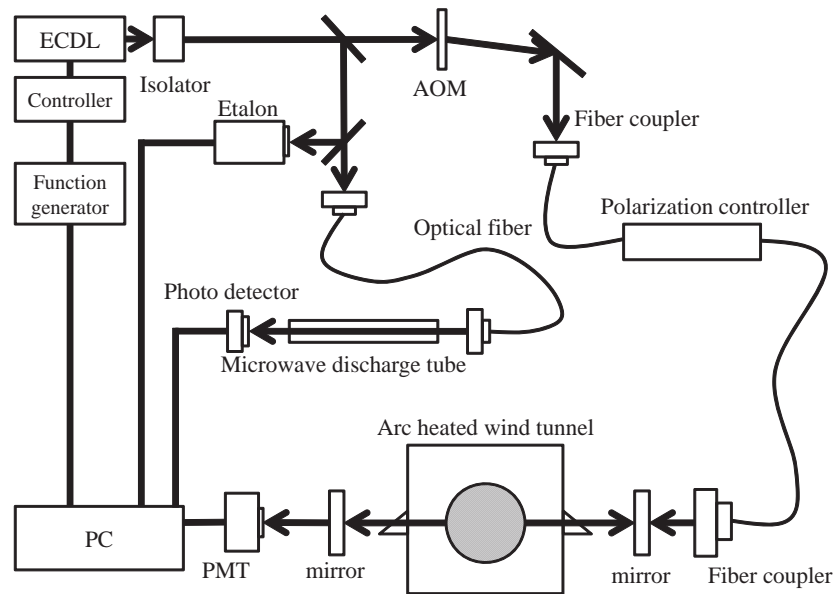 ECDL
Isolator
AOM
Controller
Etalon
Fiber coupler
Function
generator
Polarization controller
Optical fiber
Photo detector
Microwave discharge tube
Arc heated wind tunnel
PC
PMT
mirror
mirror
Fiber coupler